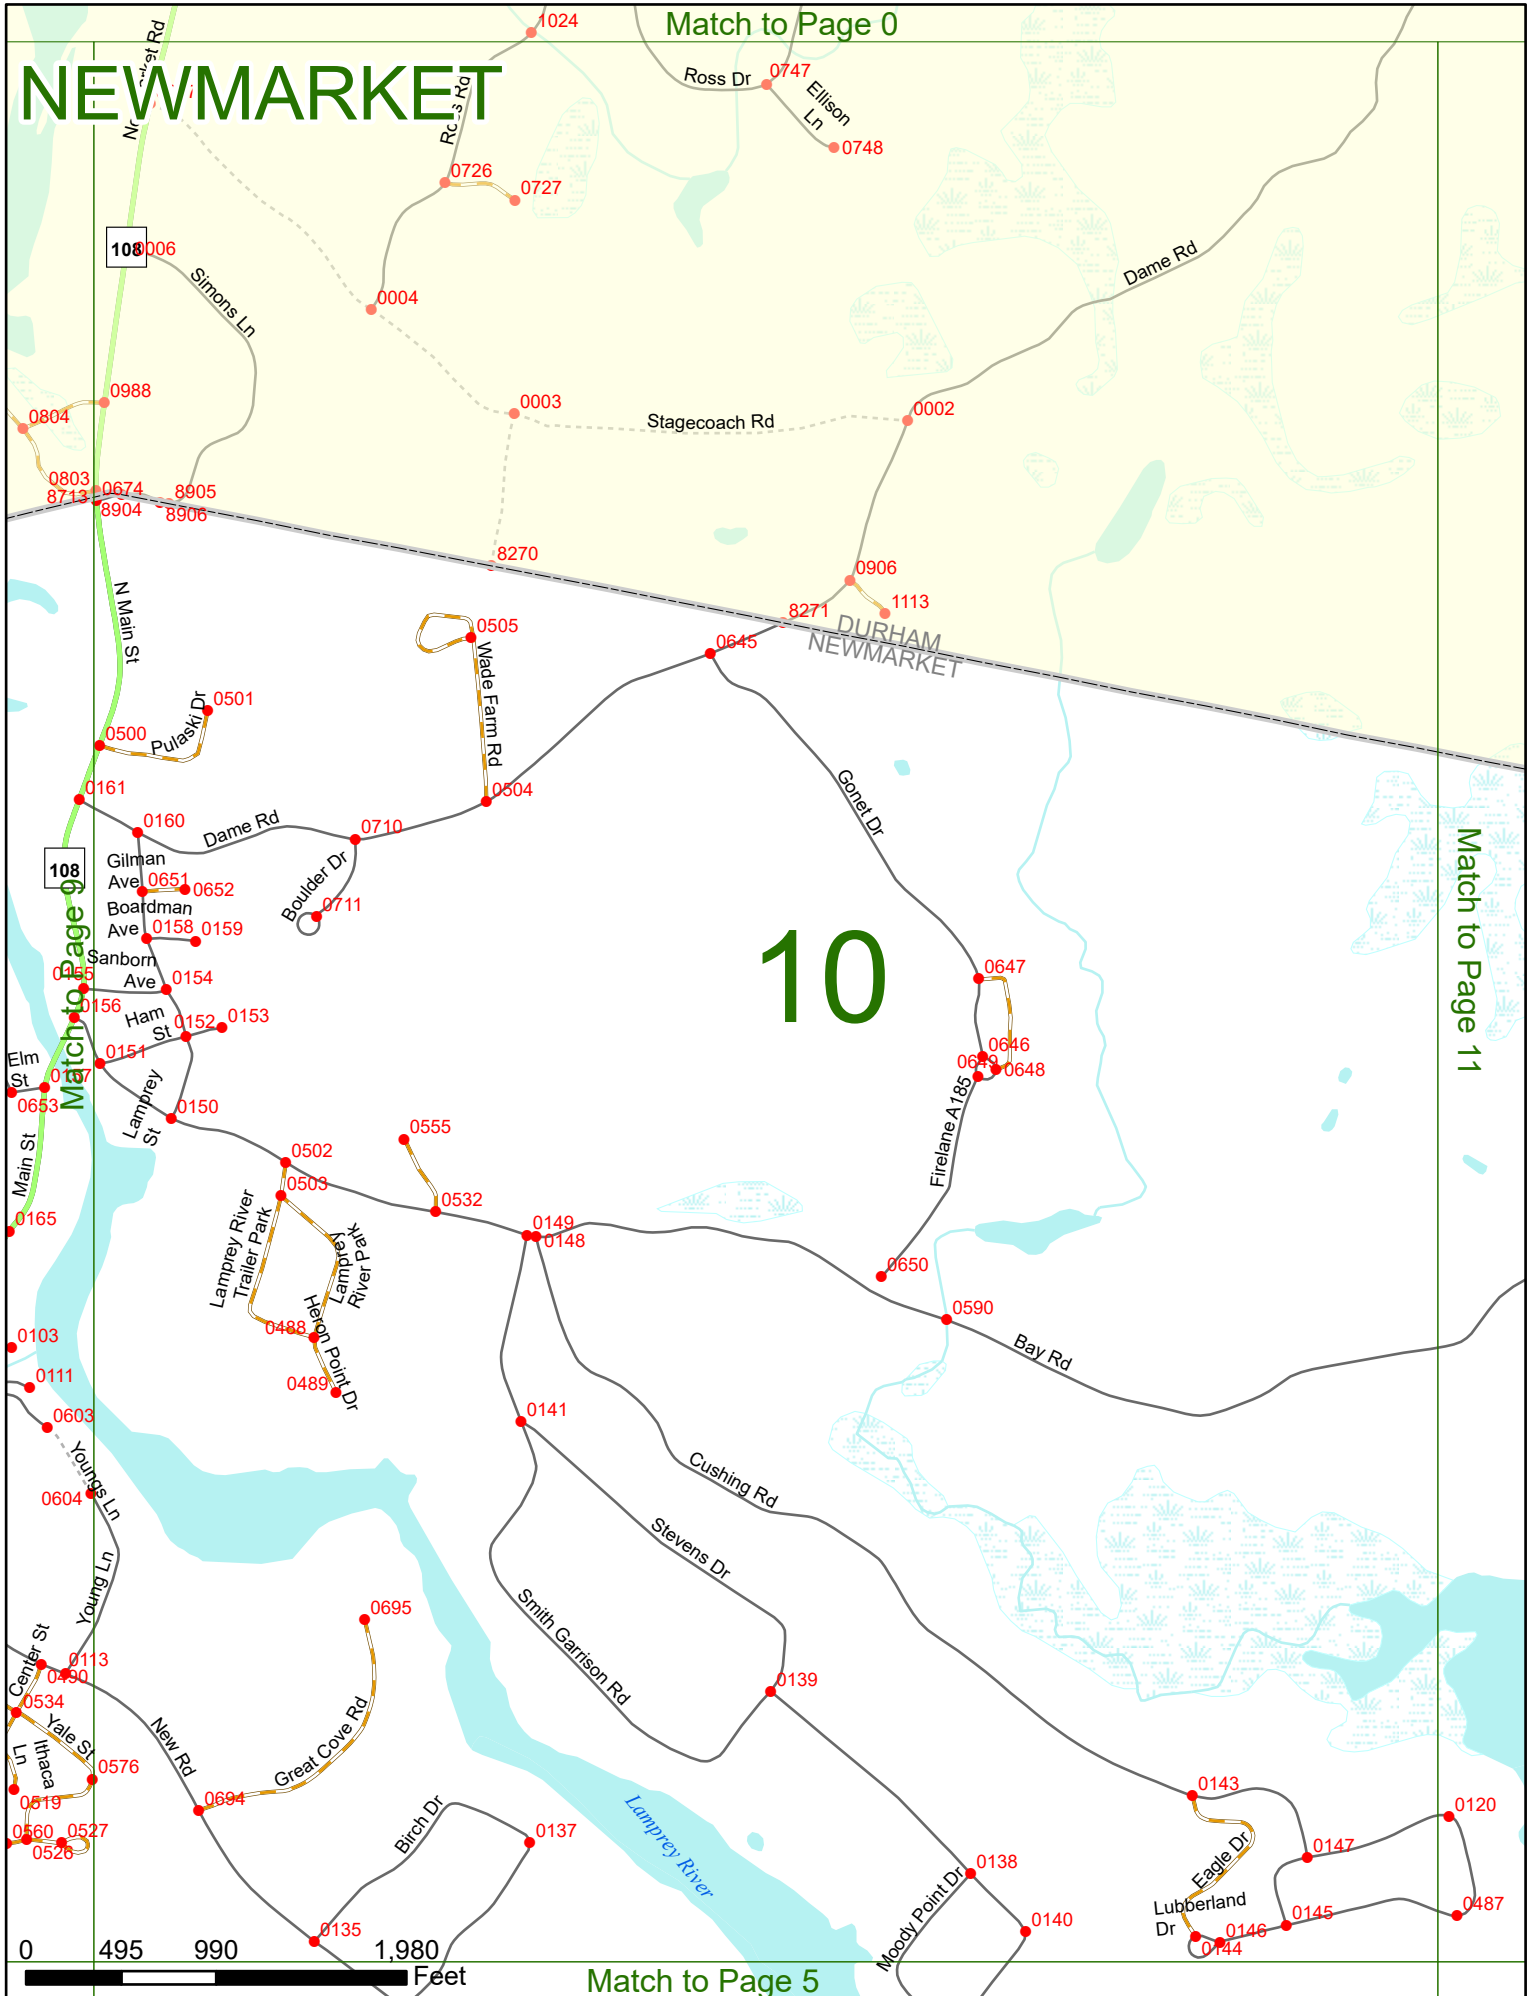 Match to Page 0
NEWMARKET
1024
Ross Dr
0747
Ellison
Ln
0748
0726
0727
108
0006
Simons Ln
0004
Dame Rd
0988
0804
0003
Stagecoach Rd
0002
0803
0674
8713
8904
8905
8906
8270
0906
1113
8271
DURHAM
NEWMARKET
N Main St
0505
0645
Wade Farm Rd
0501
Pulaski Dr
0500
0161
0504
Gonet Dr
0160
Dame Rd
0710
108
Gilman
Ave
0651
0652
Boulder Dr
0711
Boardman
Ave
0158
0159
Sanborn
Ave
0155
0154
Match to Page 9
10
Match to Page 11
0647
0156
Ham
St
0152
0153
0151
Elm
St
0157
0653
0646
0649
0648
Firelane A185
Lamprey
St
0150
0555
Main St
0502
0503
0532
0149
0148
0165
Lamprey River
Trailer Park
Lamprey
River Park
0650
0590
Bay Rd
0103
0488
Heron Point Dr
0489
0111
0603
0141
Youngs Ln
0604
Cushing Rd
Stevens Dr
Young Ln
Smith Garrison Rd
0695
Center St
0113
0490
0139
0534
Yale St
New Rd
Great Cove Rd
Ln
Ithaca
0576
0519
0694
0143
0120
0560
0527
0526
Birch Dr
0137
Lamprey River
0147
Eagle Dr
0138
Moody Point Dr
Lubberland
Dr
0487
0145
0146
0144
0140
0135
0 495 990 1,980
Feet
Match to Page 5